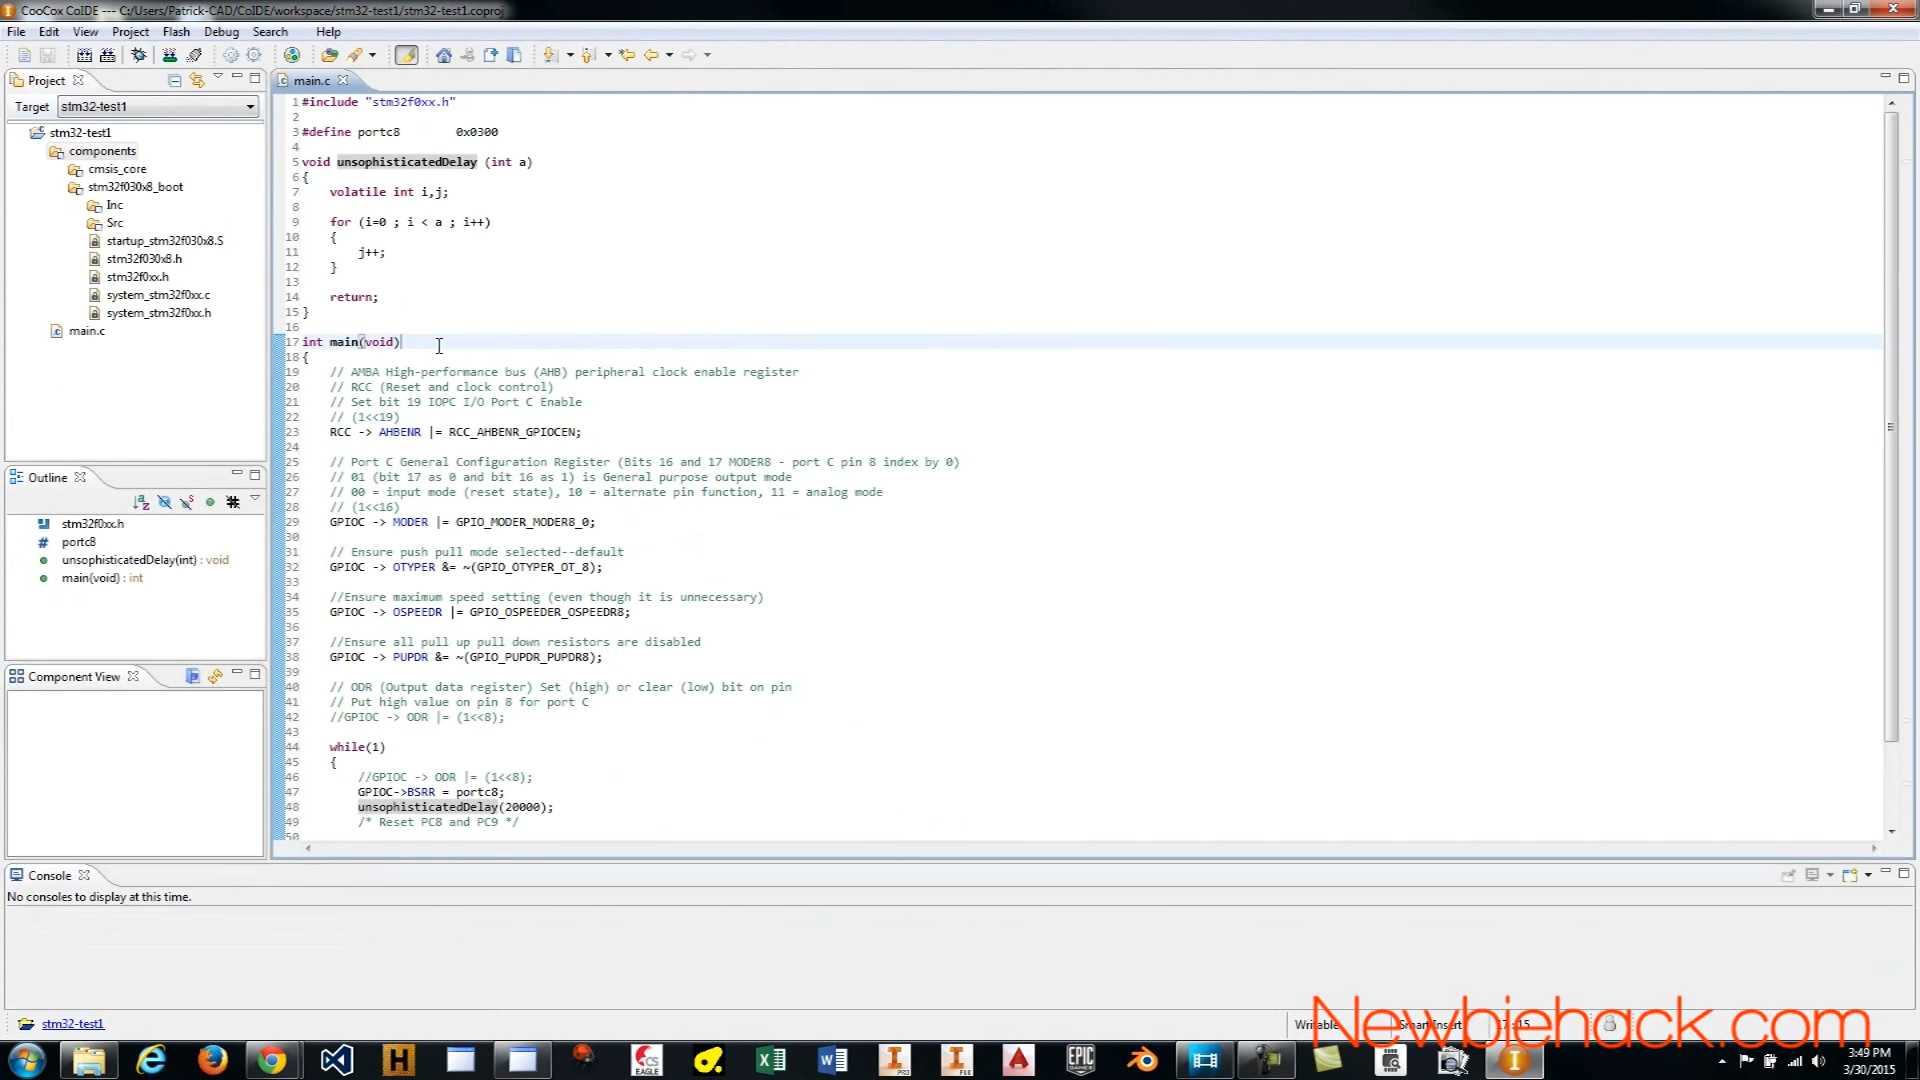 CooCox CoIDE --- C:/Users/Patrick-CAD/CoIDE/workspace/stm32-test1/stm32-test1.coproj
File Edit View Project Flash Debug Search Help
Project
Target stm32-test1
stm32-test1
components
cmsis_core
stm32f030x8_boot
Inc
Src
startup_stm32f030x8.S
stm32f030x8.h
stm32f0xx.h
system_stm32f0xx.c
system_stm32f0xx.h
main.c
Outline
stm32f0xx.h
portc8
unsophisticatedDelay(int) : void
main(void) : int
Component View
main.c
1 #include "stm32f0xx.h"
2
3 #define portc8 0x0300
4
5 void unsophisticatedDelay (int a)
6 {
7 volatile int i,j;
8
9 for (i=0 ; i < a ; i++)
10 {
11 j++;
12 }
13
14 return;
15 }
16
17 int main(void)
18 {
19 // AMBA High-performance bus (AHB) peripheral clock enable register
20 // RCC (Reset and clock control)
21 // Set bit 19 IOPC I/O Port C Enable
22 // (1<<19)
23 RCC -> AHBENR |= RCC_AHBENR_GPIOCEN;
24
25 // Port C General Configuration Register (Bits 16 and 17 MODER8 - port C pin 8 index by 0)
26 // 01 (bit 17 as 0 and bit 16 as 1) is General purpose output mode
27 // 00 = input mode (reset state), 10 = alternate pin function, 11 = analog mode
28 // (1<<16)
29 GPIOC -> MODER |= GPIO_MODER_MODER8_0;
30
31 // Ensure push pull mode selected--default
32 GPIOC -> OTYPER &= ~(GPIO_OTYPER_OT_8);
33
34 //Ensure maximum speed setting (even though it is unnecessary)
35 GPIOC -> OSPEEDR |= GPIO_OSPEEDER_OSPEEDR8;
36
37 //Ensure all pull up pull down resistors are disabled
38 GPIOC -> PUPDR &= ~(GPIO_PUPDR_PUPDR8);
39
40 // ODR (Output data register) Set (high) or clear (low) bit on pin
41 // Put high value on pin 8 for port C
42 //GPIOC -> ODR |= (1<<8);
43
44 while(1)
45 {
46 //GPIOC -> ODR |= (1<<8);
47 GPIOC->BSRR = portc8;
48 unsophisticatedDelay(20000);
49 /* Reset PC8 and PC9 */
50
Console
No consoles to display at this time.
stm32-test1
Writable
Newbiehack.com
3:49 PM
3/30/2015